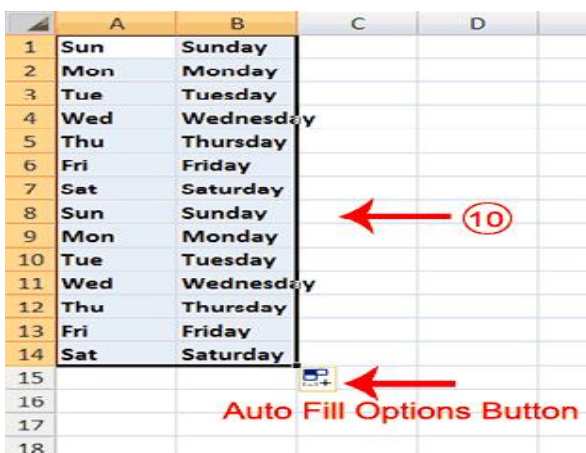 A B C D
1 Sun Sunday
2 Mon Monday
3 Tue Tuesday
4 Wed Wednesday
5 Thu Thursday
6 Fri Friday
7 Sat Saturday
8 Sun Sunday
10
9 Mon Monday
10 Tue Tuesday
11 Wed Wednesday
12 Thu Thursday
13 Fri Friday
14 Sat Saturday
15
16
Auto Fill Options Button
17
18